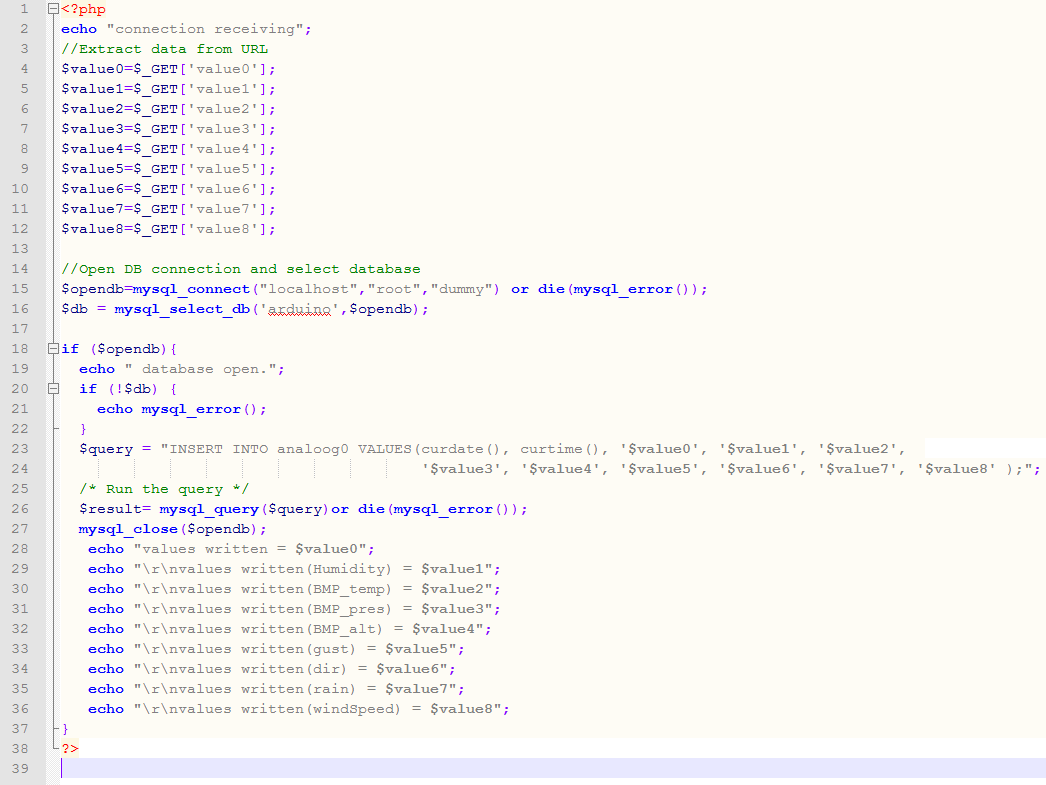 1 <?php
2 echo "connection receiving";
3 //Extract data from URL
4 $value0=$_GET['value0'];
5 $value1=$_GET['value1'];
6 $value2=$_GET['value2'];
7 $value3=$_GET['value3'];
8 $value4=$_GET['value4'];
9 $value5=$_GET['value5'];
10 $value6=$_GET['value6'];
11 $value7=$_GET['value7'];
12 $value8=$_GET['value8'];
13
14 //Open DB connection and select database
15 $opendb=mysql_connect("localhost","root","dummy") or die(mysql_error());
16 $db = mysql_select_db('arduino',$opendb);
17
18 if ($opendb){
19 echo " database open.";
20 if (!$db) {
21 echo mysql_error();
22 }
23 $query = "INSERT INTO analoog0 VALUES(curdate(), curtime(), '$value0', '$value1', '$value2',
24 '$value3', '$value4', '$value5', '$value6', '$value7', '$value8' );";
25 /* Run the query */
26 $result= mysql_query($query)or die(mysql_error());
27 mysql_close($opendb);
28 echo "values written = $value0";
29 echo "\r\nvalues written(Humidity) = $value1";
30 echo "\r\nvalues written(BMP_temp) = $value2";
31 echo "\r\nvalues written(BMP_pres) = $value3";
32 echo "\r\nvalues written(BMP_alt) = $value4";
33 echo "\r\nvalues written(gust) = $value5";
34 echo "\r\nvalues written(dir) = $value6";
35 echo "\r\nvalues written(rain) = $value7";
36 echo "\r\nvalues written(windSpeed) = $value8";
37 }
38 ?>
39